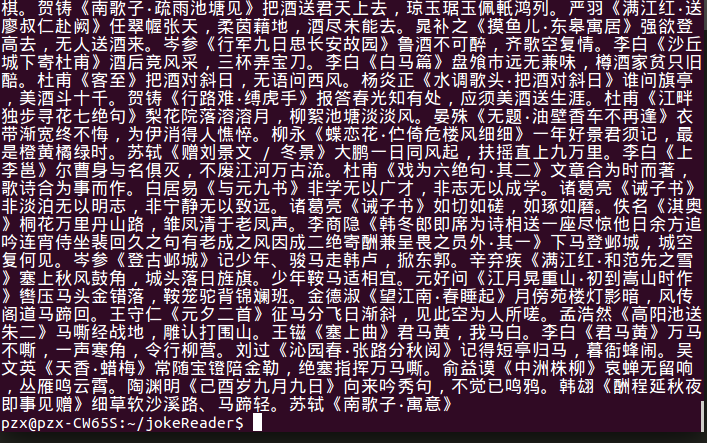 棋。贺铸《南歌子·疏雨池塘见》把酒送君天上去，琼玉琚玉佩軧鸿列。严羽《满江红·送
廖叔仁赴阙》任翠幄张天，柔茵藉地，酒尽未能去。晁补之《摸鱼儿·东皋寓居》强欲登
高去，无人送酒来。岑参《行军九日思长安故园》鲁酒不可醉，齐歌空复情。李白《沙丘
城下寄杜甫》酒后竞风采，三杯弄宝刀。李白《白马篇》盘飧市远无兼味，樽酒家贫只旧
醅。杜甫《客至》把酒对斜日，无语问西风。杨炎正《水调歌头·把酒对斜日》谁问旗亭
，美酒斗十千。贺铸《行路难·缚虎手》报答春光知有处，应须美酒送生涯。杜甫《江畔
独步寻花七绝句》梨花院落溶溶月，柳絮池塘淡淡风。晏殊《无题·油壁香车不再逢》衣
带渐宽终不悔，为伊消得人憔悴。柳永《蝶恋花·伫倚危楼风细细》一年好景君须记，最
是橙黄橘绿时。苏轼《赠刘景文 / 冬景》大鹏一日同风起，扶摇直上九万里。李白《上
李邕》尔曹身与名俱灭，不废江河万古流。杜甫《戏为六绝句·其二》文章合为时而著，
歌诗合为事而作。白居易《与元九书》非学无以广才，非志无以成学。诸葛亮《诫子书》
非淡泊无以明志，非宁静无以致远。诸葛亮《诫子书》如切如磋，如琢如磨。佚名《淇奥
》桐花万里丹山路，雏凤清于老凤声。李商隐《韩冬郎即席为诗相送一座尽惊他日余方追
吟连宵侍坐裴回久之句有老成之风因成二绝寄酬兼呈畏之员外·其一》下马登邺城，城空
复何见。岑参《登古邺城》记少年、骏马走韩卢，掀东郭。辛弃疾《满江红·和范先之雪
》塞上秋风鼓角，城头落日旌旗。少年鞍马适相宜。元好问《江月晃重山·初到嵩山时作
》辔压马头金错落，鞍笼驼背锦斓班。金德淑《望江南·春睡起》月傍苑楼灯影暗，风传
阁道马蹄回。王守仁《元夕二首》征马分飞日渐斜，见此空为人所嗟。孟浩然《高阳池送
朱二》马嘶经战地，雕认打围山。王镃《塞上曲》君马黄，我马白。李白《君马黄》万马
不嘶，一声寒角，令行柳营。刘过《沁园春·张路分秋阅》记得短亭归马，暮衙蜂闹。吴
文英《天香·蜡梅》常随宝镫陪金勒，绝塞指挥万马嘶。俞益谟《中洲株柳》哀蝉无留响
，丛雁鸣云霄。陶渊明《己酉岁九月九日》向来吟秀句，不觉已鸣鸦。韩翃《酬程延秋夜
即事见赠》细草软沙溪路、马蹄轻。苏轼《南歌子·寓意》
pzx@pzx-CW65S:~/jokeReader$